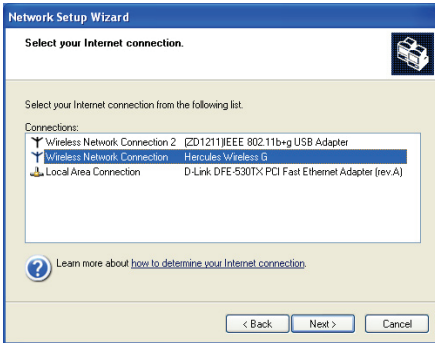 Network Setup Wizard
Select your Internet connection.
Select your Internet connection from the following list.
Connections:
Wireless Network Connection 2 (ZD1211)IEEE 802.11b+g USB Adapter
Wireless Network Connection Hercules Wireless G
Local Area Connection D-Link DFE-530TX PCI Fast Ethernet Adapter (rev.A)
Learn more about how to determine your Internet connection.
< Back Next > Cancel